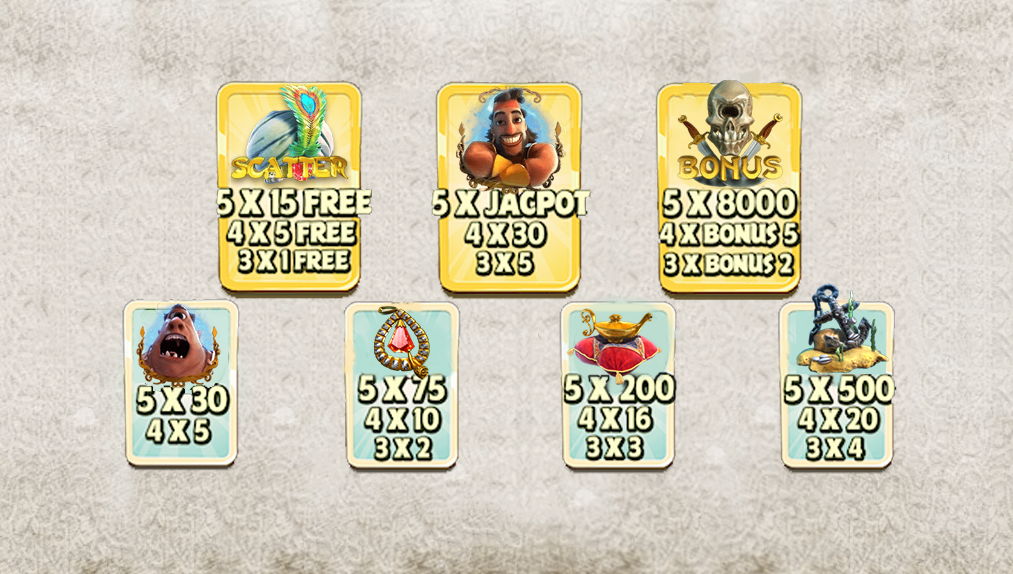 SCATTER
5 X 15 FREE
4 X 5 FREE
3 X 1 FREE
5 X JACPOT
4 X 30
3 X 5
BONUS
5 X 8000
4 X BONUS 5
3 X BONUS 2
5 X 30
4 X 5
5 X 75
4 X 10
3 X 2
5 X 200
4 X 16
3 X 3
5 X 500
4 X 20
3 X 4